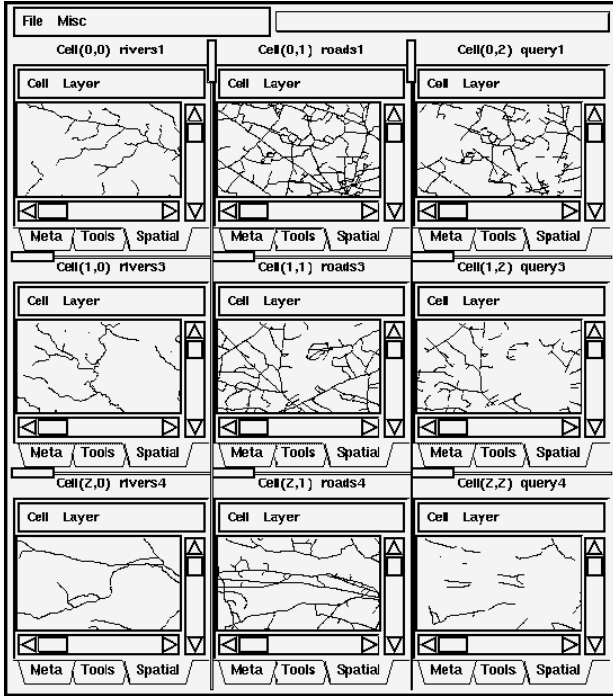 File Misc
Cell(0,0) rivers1 Cell(0,1) roads1 Cell(0,2) query1
Cell Layer Cell Layer Cell Layer
Meta Tools Spatial Meta Tools Spatial Meta Tools Spatial
Cell(1,0) rivers3 Cell(1,1) roads3 Cell(1,2) query3
Cell Layer Cell Layer Cell Layer
Meta Tools Spatial Meta Tools Spatial Meta Tools Spatial
Cell(2,0) rivers4 Cell(2,1) roads4 Cell(2,2) query4
Cell Layer Cell Layer Cell Layer
Meta Tools Spatial Meta Tools Spatial Meta Tools Spatial